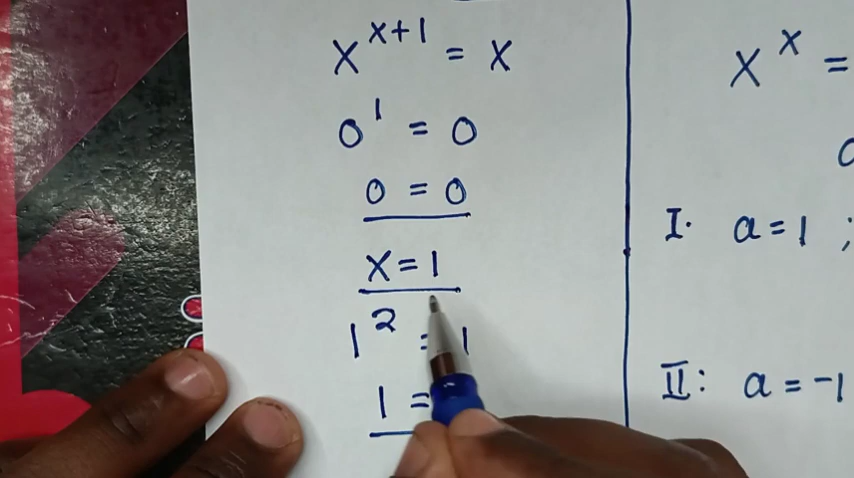 x^{x+1} = x
0^1 = 0
0 = 0
x = 1
1^2 = 1
1 =
x^x =
I. a = 1 ;
II: a = -1